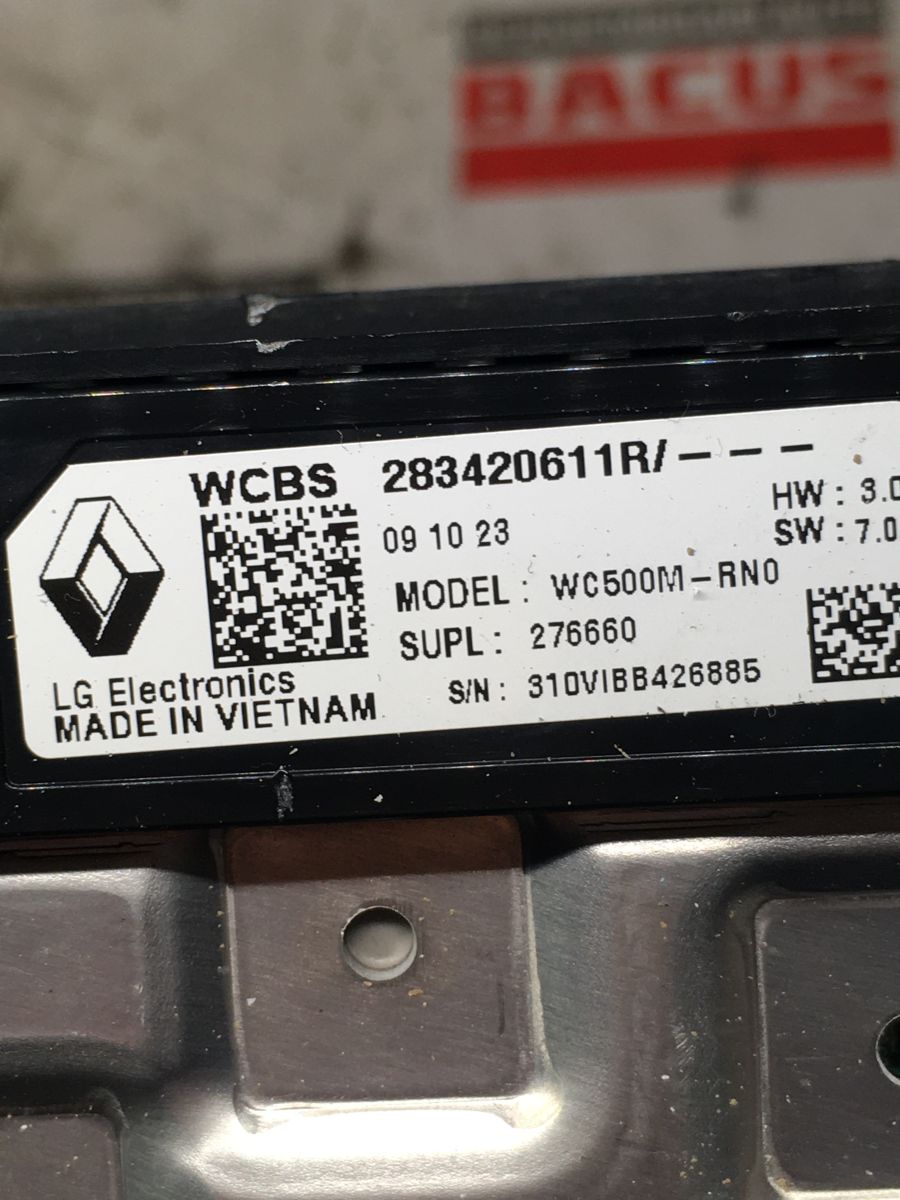 BACUS
WCBS 283420611R/---
09 10 23
HW : 3.0
SW : 7.0
MODEL : WC500M-RN0
SUPL : 276660
S/N : 310VIBB426885
LG Electronics
MADE IN VIETNAM